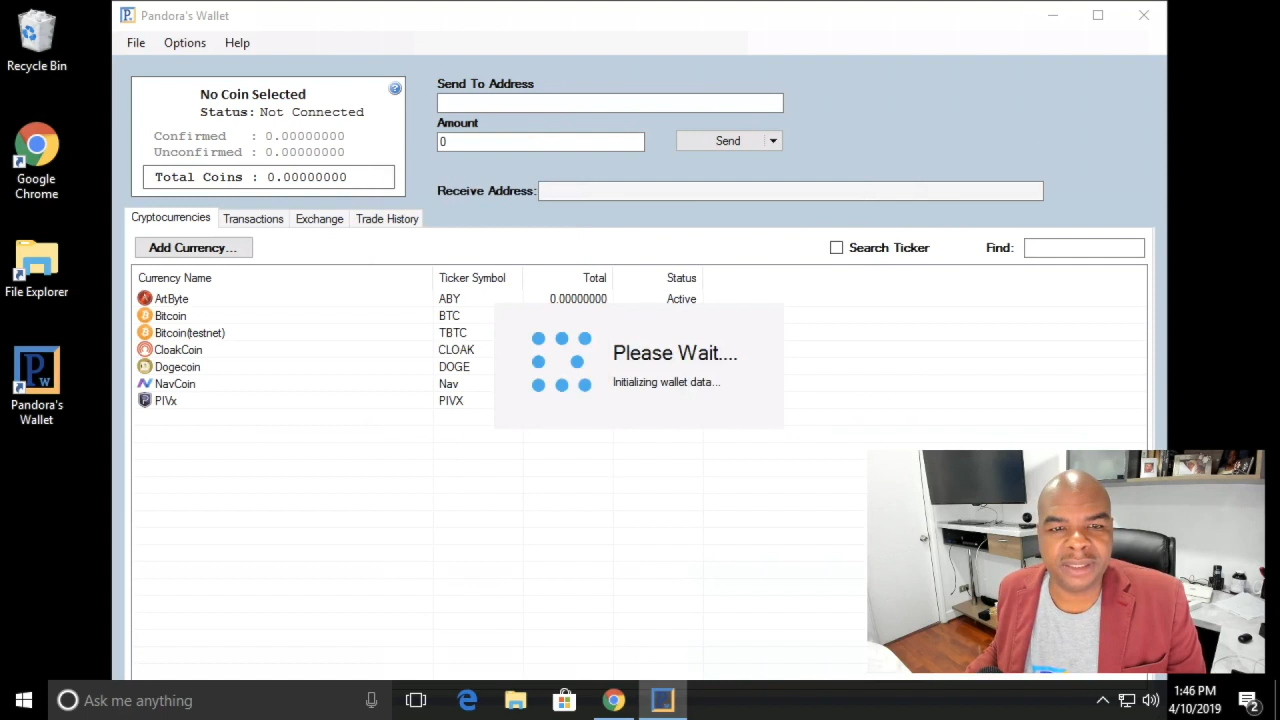 Pandora's Wallet
File Options Help
Recycle Bin
Google Chrome
File Explorer
Pandora's Wallet
No Coin Selected
Status: Not Connected
Confirmed : 0.00000000
Unconfirmed : 0.00000000
Total Coins : 0.00000000
Send To Address
Amount
0
Send
Receive Address:
Cryptocurrencies Transactions Exchange Trade History
Add Currency...
Search Ticker Find:
Currency Name Ticker Symbol Total Status
ArtByte ABY 0.00000000 Active
Bitcoin BTC
Bitcoin(testnet) TBTC
CloakCoin CLOAK
Dogecoin DOGE
NavCoin Nav
PIVx PIVX
Please Wait....
Initializing wallet data...
Ask me anything
1:46 PM
4/10/2019
2